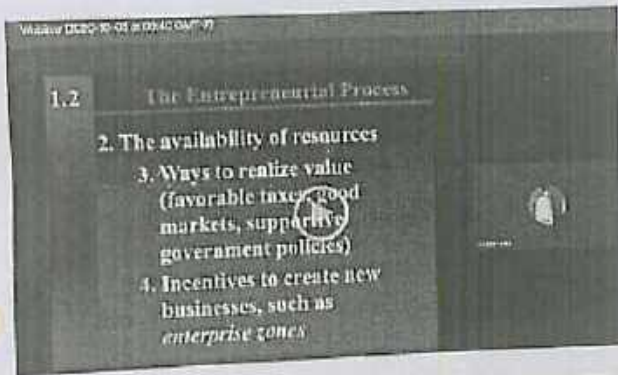 1.2
The Entrepreneurial Process
2. The availability of resources
3. Ways to realize value
(favorable taxes, good
markets, supportive
government policies)
4. Incentives to create new
businesses, such as
enterprise zones